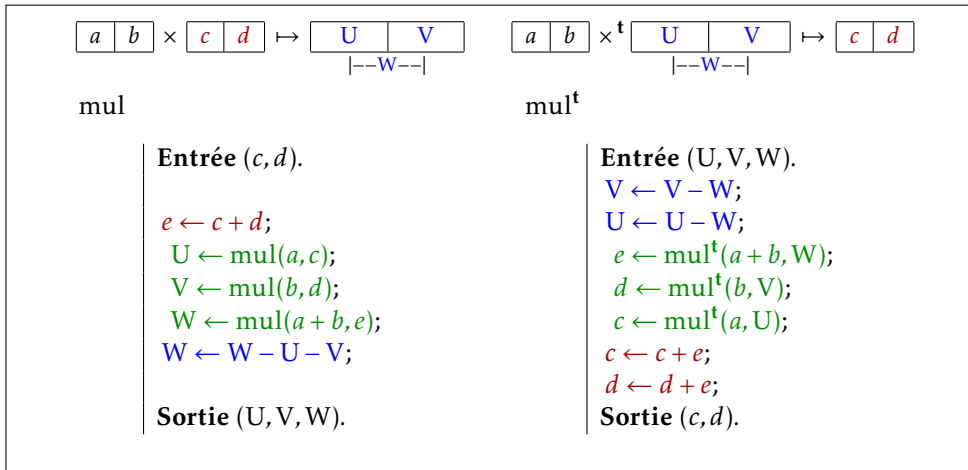 a b × c d ↦ U V
|−−W−−|
mul
Entrée (c,d).
e ← c + d;
U ← mul(a,c);
V ← mul(b,d);
W ← mul(a + b,e);
W ← W − U − V;
Sortie (U,V,W).
a b ×ᵗ U V ↦ c d
|−−W−−|
mulᵗ
Entrée (U,V,W).
V ← V − W;
U ← U − W;
e ← mulᵗ(a + b,W);
d ← mulᵗ(b,V);
c ← mulᵗ(a,U);
c ← c + e;
d ← d + e;
Sortie (c,d).